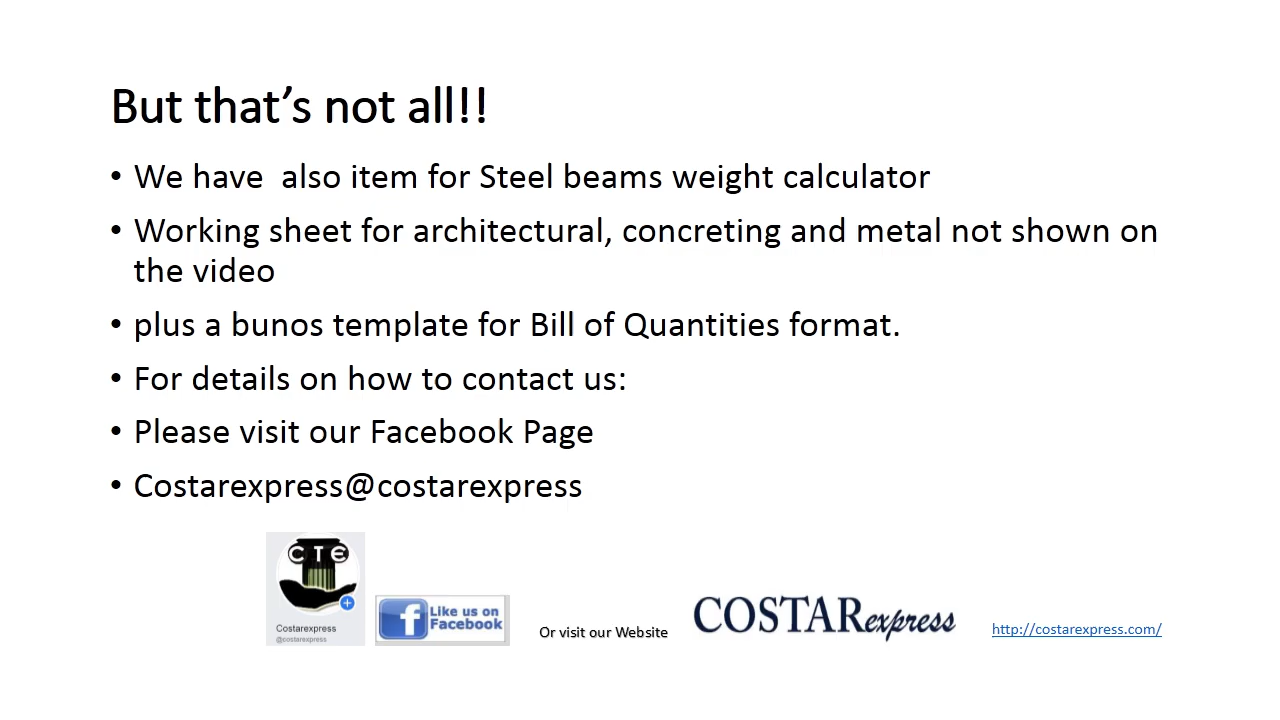 But that’s not all!!
• We have  also item for Steel beams weight calculator
• Working sheet for architectural, concreting and metal not shown on
the video
• plus a bunos template for Bill of Quantities format.
• For details on how to contact us:
• Please visit our Facebook Page
• Costarexpress@costarexpress
CTE
Costarexpress
@costarexpress
f Like us on
Facebook
Or visit our Website
COSTARexpress
http://costarexpress.com/